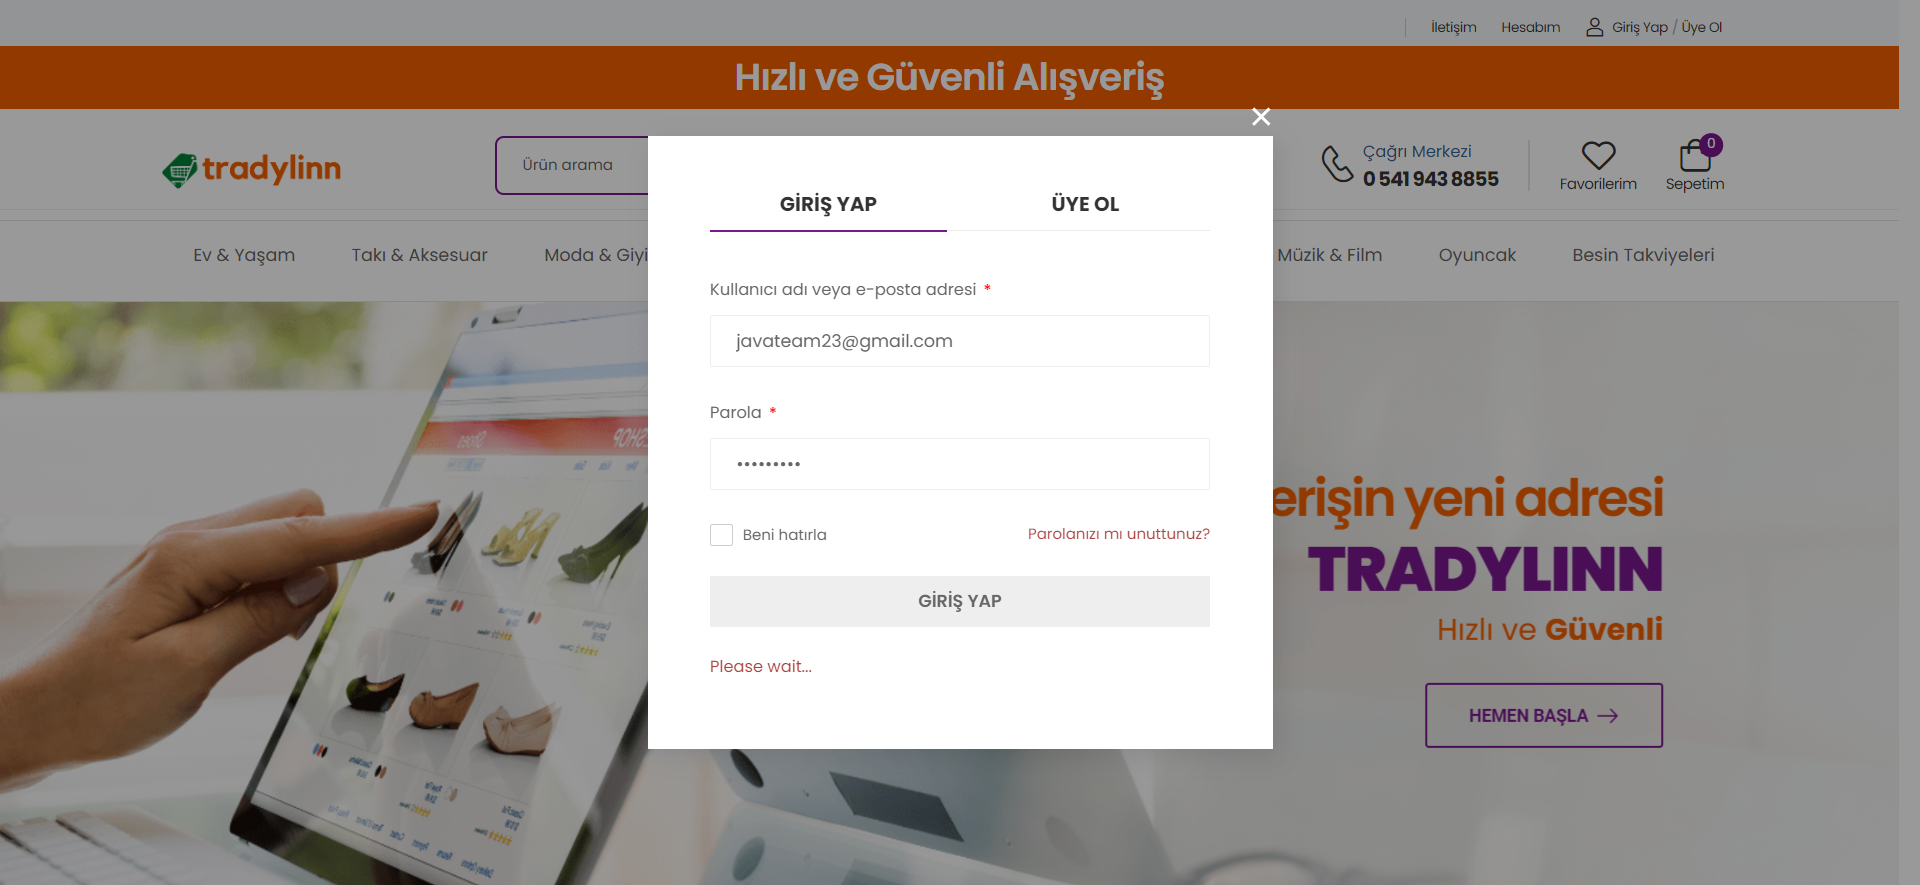 İletişim Hesabım Giriş Yap / Üye Ol
Hızlı ve Güvenli Alışveriş
tradylinn
Ürün arama
Çağrı Merkezi
0 541 943 8855
Favorilerim
0
Sepetim
Ev & Yaşam Takı & Aksesuar Moda & Giyi Müzik & Film Oyuncak Besin Takviyeleri
GİRİŞ YAP ÜYE OL
Kullanıcı adı veya e-posta adresi *
javateam23@gmail.com
Parola *
•••••••••
Beni hatırla Parolanızı mı unuttunuz?
GİRİŞ YAP
Please wait...
erişin yeni adresi
TRADYLINN
Hızlı ve Güvenli
HEMEN BAŞLA